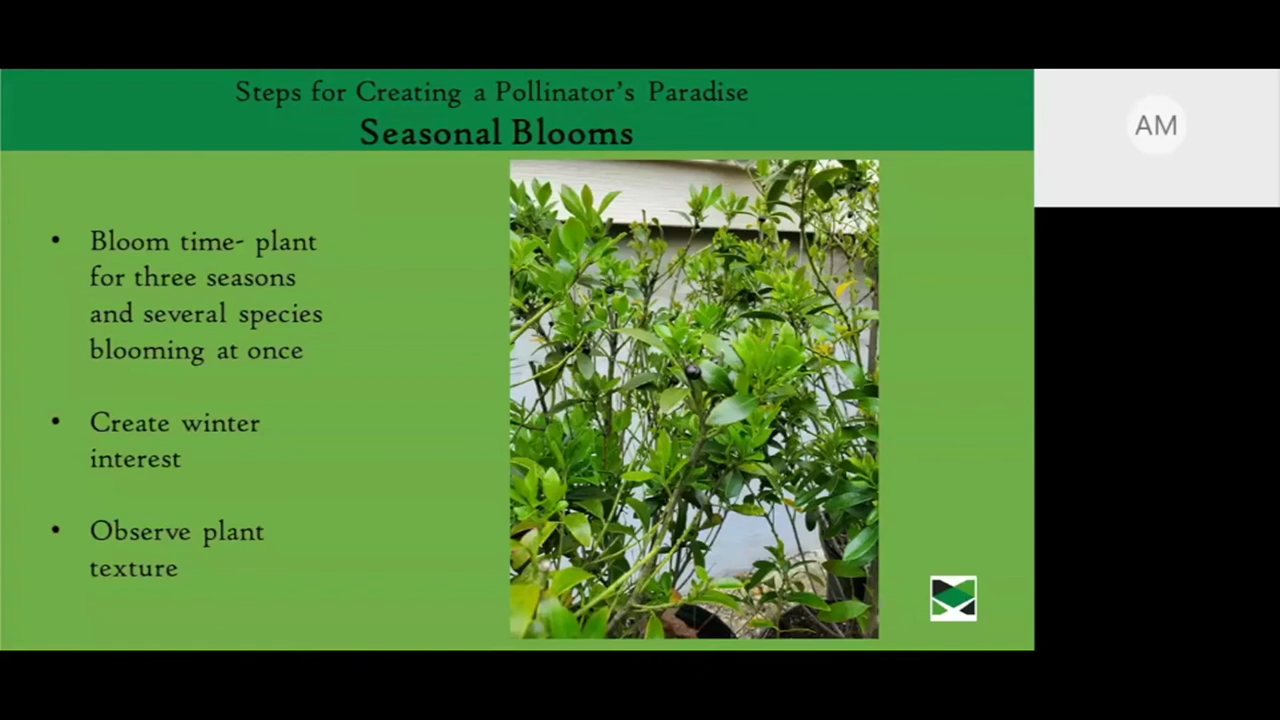 Steps for Creating a Pollinator's Paradise
Seasonal Blooms
• Bloom time- plant
for three seasons
and several species
blooming at once
• Create winter
interest
• Observe plant
texture
AM